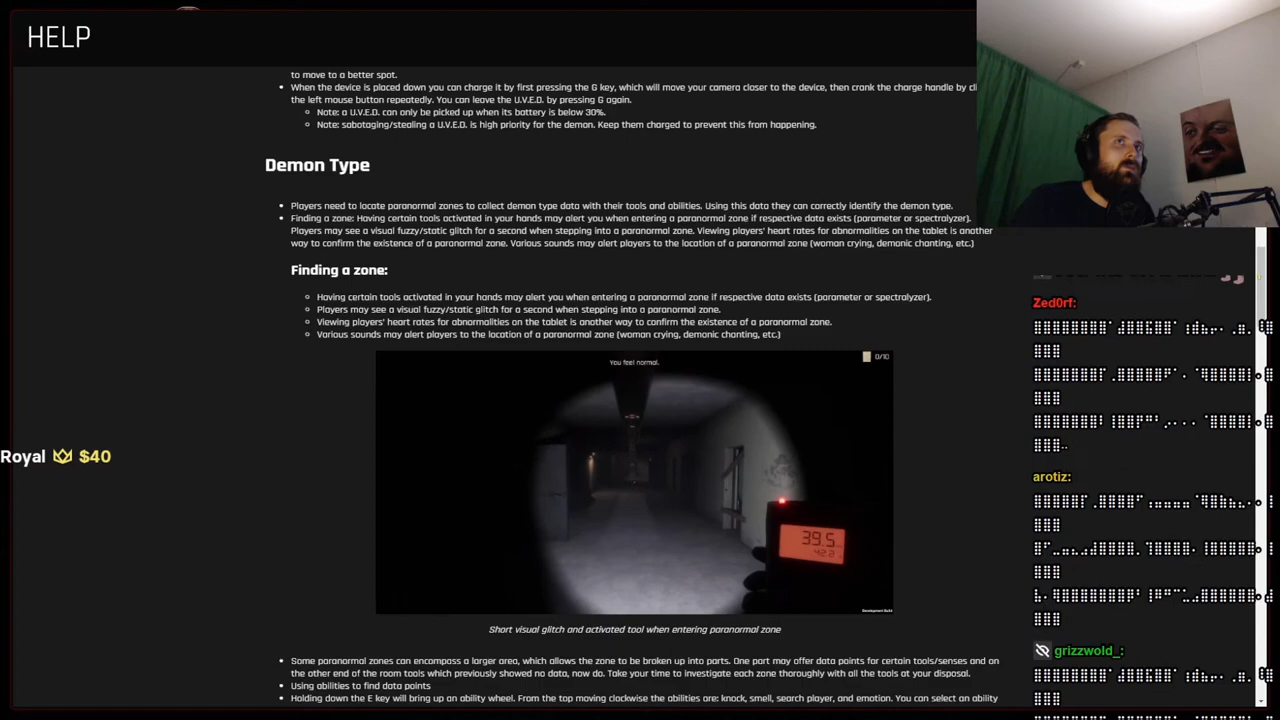 HELP
to move to a better spot.
When the device is placed down you can charge it by first pressing the G key, which will move your camera closer to the device, then crank the charge handle by cli
the left mouse button repeatedly. You can leave the U.V.E.D. by pressing G again.
Note: a U.V.E.D. can only be picked up when its battery is below 30%.
Note: sabotaging/stealing a U.V.E.D. is high priority for the demon. Keep them charged to prevent this from happening.
Demon Type
Players need to locate paranormal zones to collect demon type data with their tools and abilities. Using this data they can correctly identify the demon type.
Finding a zone: Having certain tools activated in your hands may alert you when entering a paranormal zone if respective data exists (parameter or spectralyzer).
Players may see a visual fuzzy/static glitch for a second when stepping into a paranormal zone. Viewing players' heart rates for abnormalities on the tablet is another
way to confirm the existence of a paranormal zone. Various sounds may alert players to the location of a paranormal zone (woman crying, demonic chanting, etc.)
Finding a zone:
Having certain tools activated in your hands may alert you when entering a paranormal zone if respective data exists (parameter or spectralyzer).
Players may see a visual fuzzy/static glitch for a second when stepping into a paranormal zone.
Viewing players' heart rates for abnormalities on the tablet is another way to confirm the existence of a paranormal zone.
Various sounds may alert players to the location of a paranormal zone (woman crying, demonic chanting, etc.)
You feel normal.
0/10
39.5
Development Build
Short visual glitch and activated tool when entering paranormal zone
Some paranormal zones can encompass a larger area, which allows the zone to be broken up into parts. One part may offer data points for certain tools/senses and on
the other end of the room tools which previously showed no data, now do. Take your time to investigate each zone thoroughly with all the tools at your disposal.
Using abilities to find data points
Holding down the E key will bring up an ability wheel. From the top moving clockwise the abilities are: knock, smell, search player, and emotion. You can select an ability
Royal $40
Zed0rf:
arotiz:
grizzwold_: